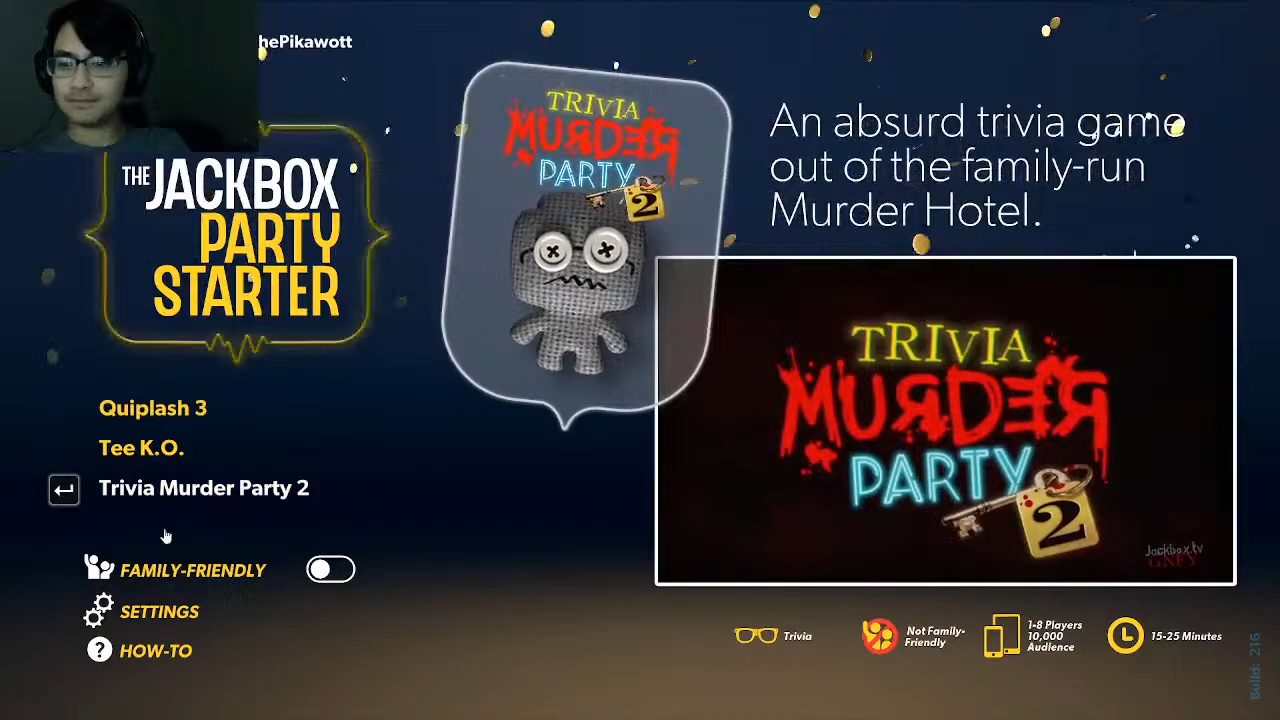 hePikawott
THE JACKBOX
PARTY
STARTER
Quiplash 3
Tee K.O.
Trivia Murder Party 2
FAMILY-FRIENDLY
SETTINGS
? HOW-TO
TRIVIA
MURDER
PARTY
2
An absurd trivia game
out of the family-run
Murder Hotel.
TRIVIA
MURDER
PARTY
2
Jackbox.tv
Trivia
Not Family-
Friendly
1-8 Players
10,000
Audience
15-25 Minutes
Build: 216